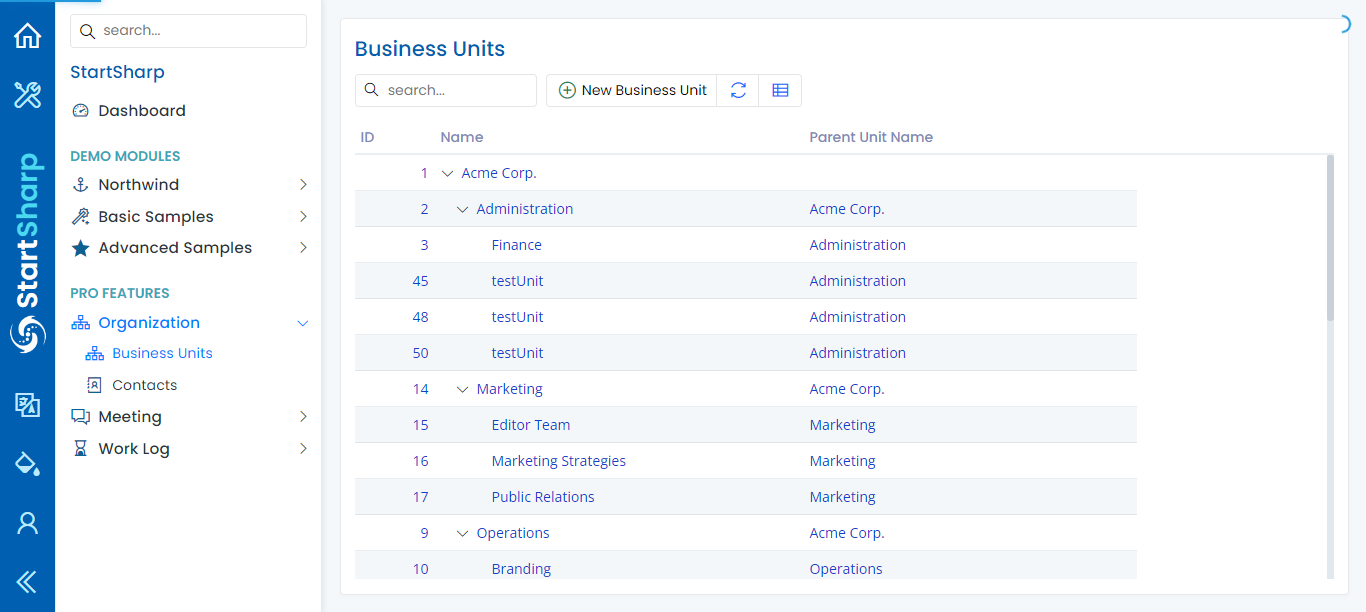 StartSharp
search...
StartSharp
Dashboard
DEMO MODULES
Northwind
Basic Samples
Advanced Samples
PRO FEATURES
Organization
Business Units
Contacts
Meeting
Work Log
Business Units
search...
New Business Unit
ID Name Parent Unit Name
1 Acme Corp.
2 Administration Acme Corp.
3 Finance Administration
45 testUnit Administration
48 testUnit Administration
50 testUnit Administration
14 Marketing Acme Corp.
15 Editor Team Marketing
16 Marketing Strategies Marketing
17 Public Relations Marketing
9 Operations Acme Corp.
10 Branding Operations